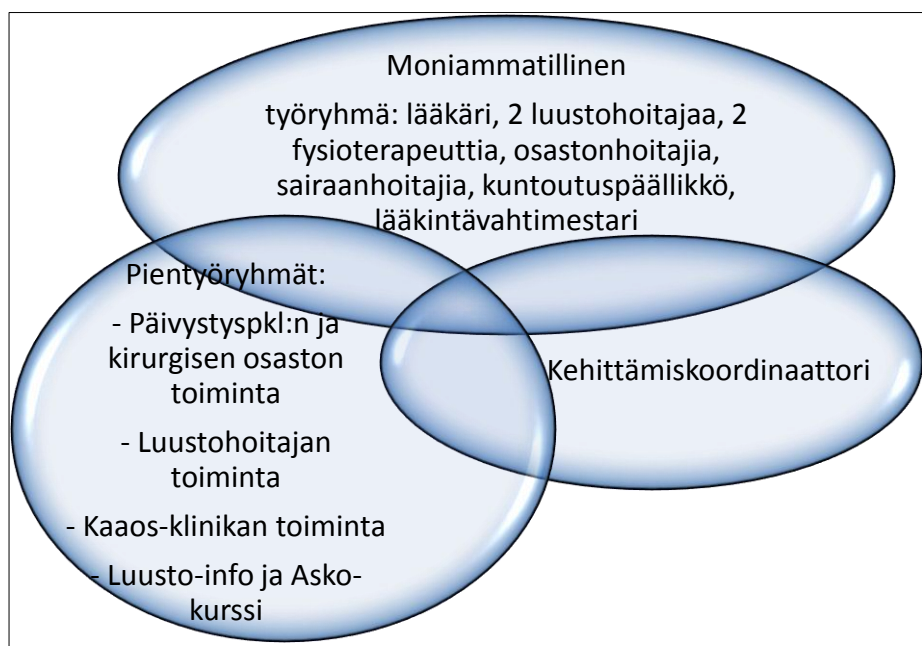 Moniammatillinen
työryhmä: lääkäri, 2 luustohoitajaa, 2
fysioterapeuttia, osastonhoitajia,
sairaanhoitajia, kuntoutuspäällikkö,
lääkintävahtimestari
Pientyöryhmät:
- Päivystyspkl:n ja
kirurgisen osaston
toiminta
- Luustohoitajan
toiminta
- Kaaos-klinikan toiminta
- Luusto-info ja Asko-
kurssi
Kehittämiskoordinaattori